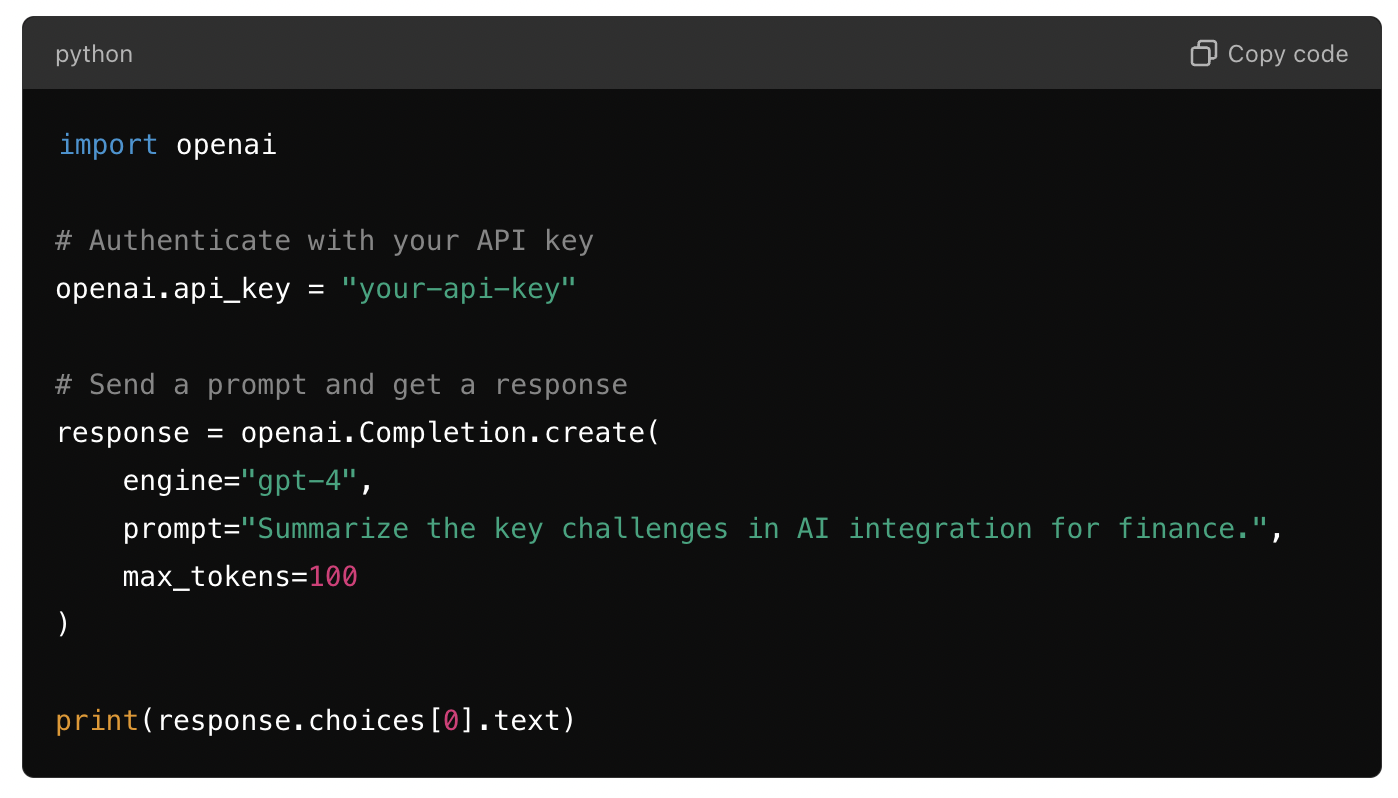 python
Copy code
import openai
# Authenticate with your API key
openai.api_key = "your-api-key"
# Send a prompt and get a response
response = openai.Completion.create(
    engine="gpt-4",
    prompt="Summarize the key challenges in AI integration for finance.",
    max_tokens=100
)
print(response.choices[0].text)